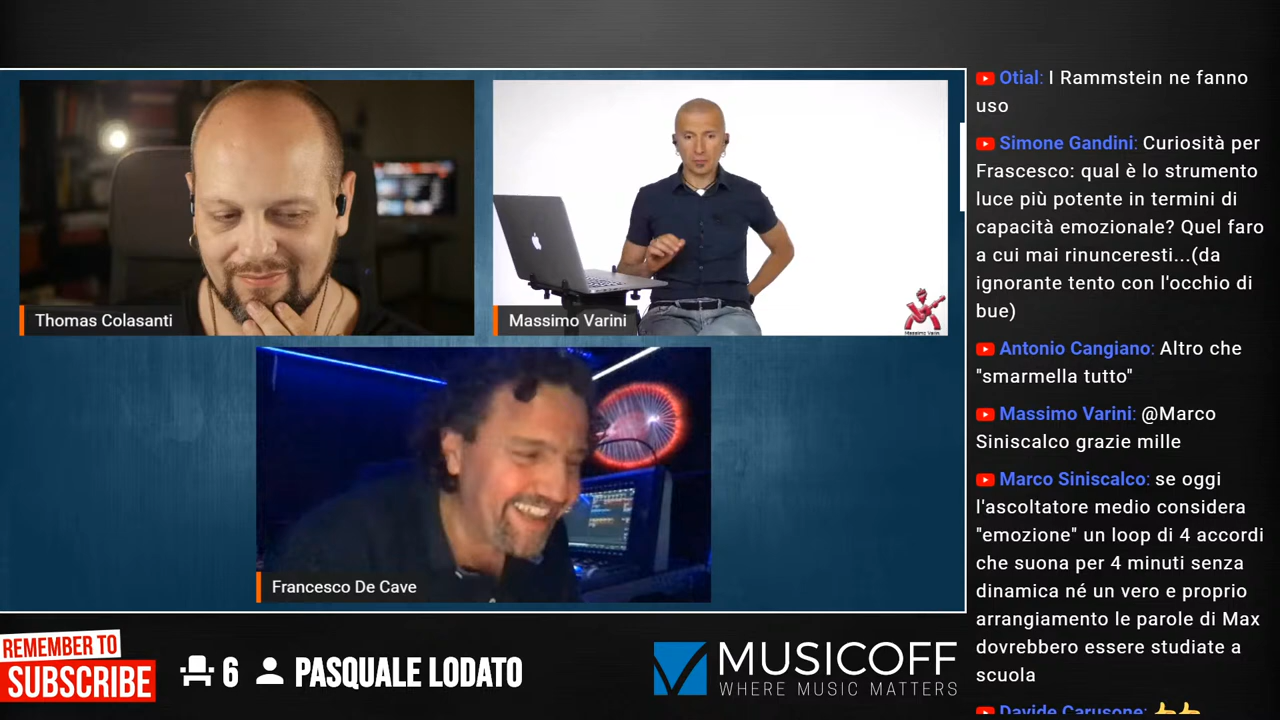 Thomas Colasanti
Massimo Varini
Massimo Varini
Francesco De Cave
Otial: I Rammstein ne fanno
uso
Simone Gandini: Curiosità per
Frascesco: qual è lo strumento
luce più potente in termini di
capacità emozionale? Quel faro
a cui mai rinunceresti...(da
ignorante tento con l'occhio di
bue)
Antonio Cangiano: Altro che
"smarmella tutto"
Massimo Varini: @Marco
Siniscalco grazie mille
Marco Siniscalco: se oggi
l'ascoltatore medio considera
"emozione" un loop di 4 accordi
che suona per 4 minuti senza
dinamica né un vero e proprio
arrangiamento le parole di Max
dovrebbero essere studiate a
scuola
Davide Carusone: 👍👍
REMEMBER TO
SUBSCRIBE
6 PASQUALE LODATO
MUSICOFF
WHERE MUSIC MATTERS